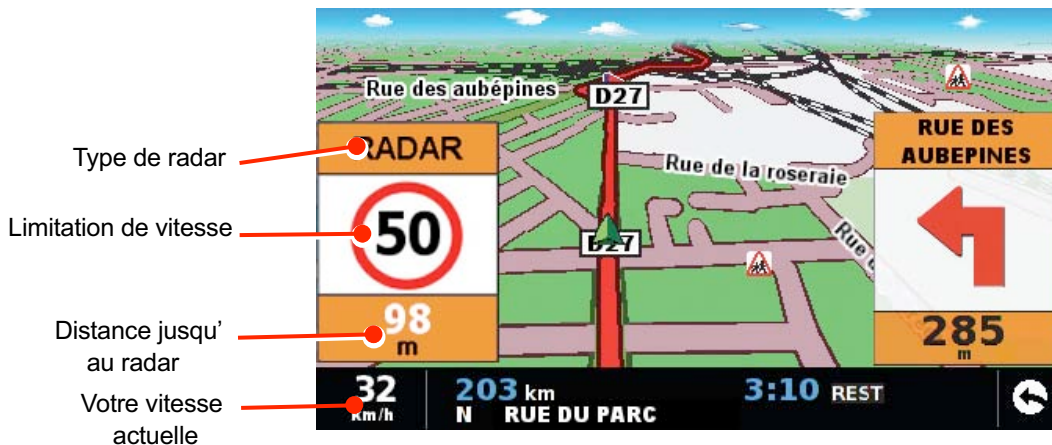 Type de radar
Limitation de vitesse
Distance jusqu'
au radar
Votre vitesse
actuelle
Rue des aubépines
D27
RADAR
50
98
m
Rue de la roseraie
D27
Rue
RUE DES
AUBEPINES
285
m
32
Km/h
203 km
3:10 REST
N RUE DU PARC